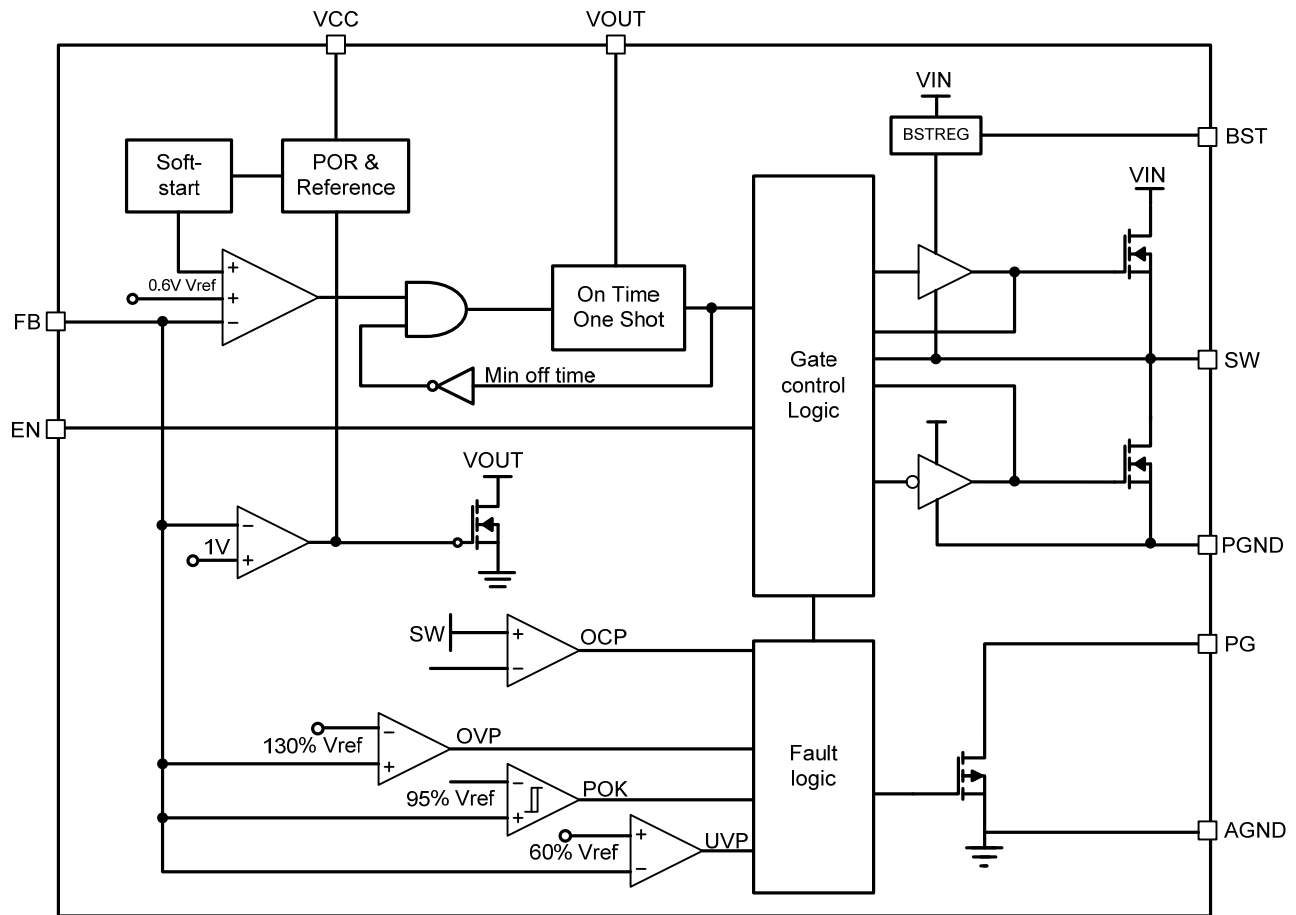 VCC
VOUT
VIN
BSTREG
BST
Soft-
start
POR &
Reference
VIN
+
0.6V Vref
+
−
FB
On Time
One Shot
Min off time
Gate
control
Logic
SW
EN
VOUT
−
1V
+
PGND
SW
+
−
OCP
PG
130% Vref
−
+
OVP
95% Vref
−
+
POK
Fault
logic
60% Vref
+
−
UVP
AGND